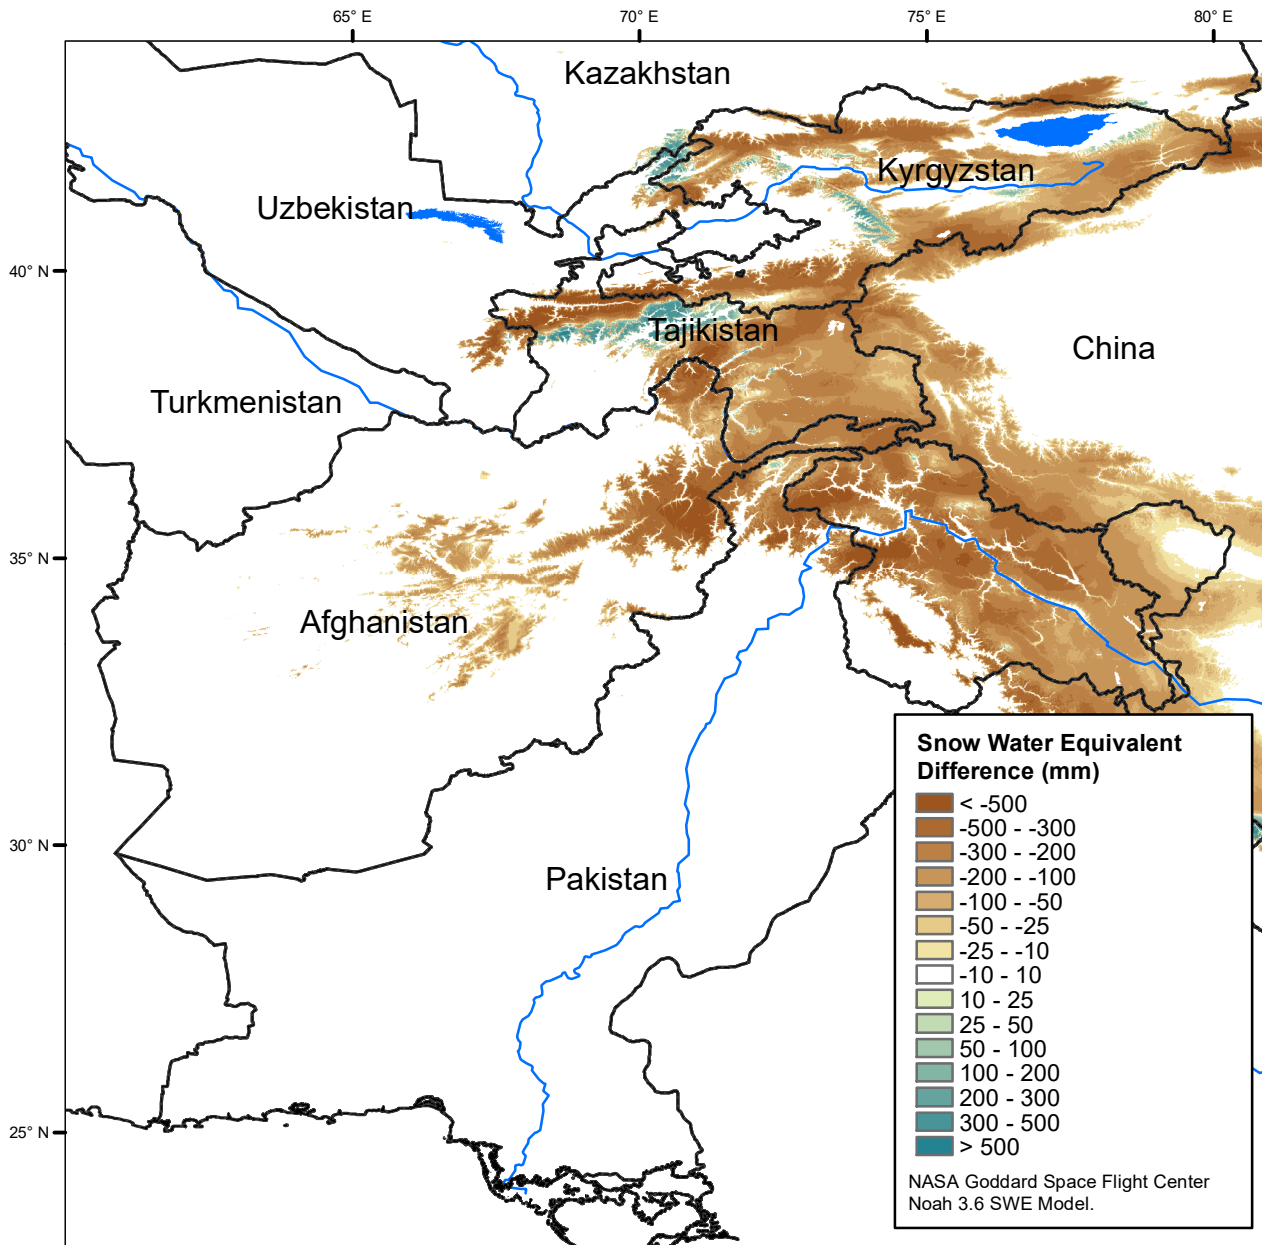 65° E
70° E
75° E
80° E
Kazakhstan
Kyrgyzstan
Uzbekistan
40° N
Tajikistan
China
Turkmenistan
35° N
Afghanistan
30° N
Pakistan
25° N
Snow Water Equivalent
Difference (mm)
< -500
-500 - -300
-300 - -200
-200 - -100
-100 - -50
-50 - -25
-25 - -10
-10 - 10
10 - 25
25 - 50
50 - 100
100 - 200
200 - 300
300 - 500
> 500
NASA Goddard Space Flight Center
Noah 3.6 SWE Model.